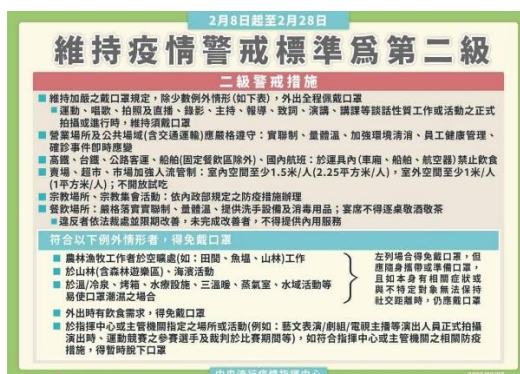 2月8日起至2月28日
維持疫情警戒標準為第二級
二級警戒措施
■ 維持加嚴之戴口罩規定，除少數例外情形(如下表)，外出全程佩戴口罩
■ 運動、唱歌、拍照及直播、錄影、主持、報導、致詞、演講、講課等談話性質工作或活動之正式
拍攝或進行時，維持須戴口罩
■ 營業場所及公共場域(含交通運輸)應嚴格遵守：實聯制、量體溫、加強環境清消、員工健康管理、
確診事件即時應變
■ 高鐵、台鐵、公路客運、船舶(固定餐飲區除外)、國內航班：於運具內(車廂、船舶、航空器)禁止飲食
■ 賣場、超市、市場加強人流管制：室內空間至少1.5米/人(2.25平方米/人)，室外空間至少1米/人
(1平方米/人)；不開放試吃
■ 宗教場所、宗教集會活動：依內政部規定之防疫措施辦理
■ 餐飲場所：嚴格落實實聯制、量體溫、提供洗手設備及消毒用品；宴席不得逐桌敬酒敬茶
■ 違反者依法裁處並限期改善，未完成改善者，不得提供內用服務
符合以下例外情形者，得免戴口罩
■ 農林漁牧工作者於空曠處(如：田間、魚塭、山林)工作
■ 於山林(含森林遊樂區)、海濱活動
■ 於溫/冷泉、烤箱、水療設施、三溫暖、蒸氣室、水域活動等
易使口罩潮濕之場合
左列場合得免戴口罩，但
應隨身攜帶或準備口罩，
且如本身有相關症狀或
與不特定對象無法保持
社交距離時，仍應戴口罩
■ 外出時有飲食需求，得免戴口罩
■ 於指揮中心或主管機關指定之場所或活動(例如：藝文表演/劇組/電視主播等演出人員正式拍攝
演出時、運動競賽之參賽選手及裁判於比賽期間等)，如符合指揮中心或主管機關之相關防疫
措施，得暫時脫下口罩
中央流行疫情指揮中心